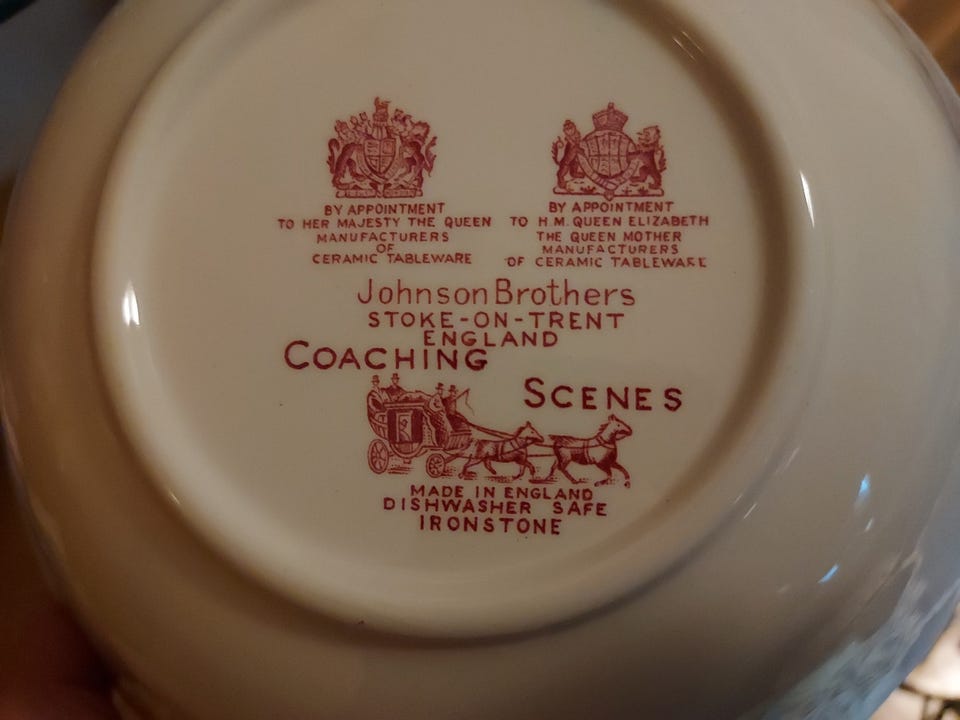 BY APPOINTMENT
TO HER MAJESTY THE QUEEN
MANUFACTURERS
OF
CERAMIC TABLEWARE
BY APPOINTMENT
TO H.M. QUEEN ELIZABETH
THE QUEEN MOTHER
MANUFACTURERS
OF CERAMIC TABLEWARE
Johnson Brothers
STOKE-ON-TRENT
ENGLAND
COACHING
SCENES
MADE IN ENGLAND
DISHWASHER SAFE
IRONSTONE